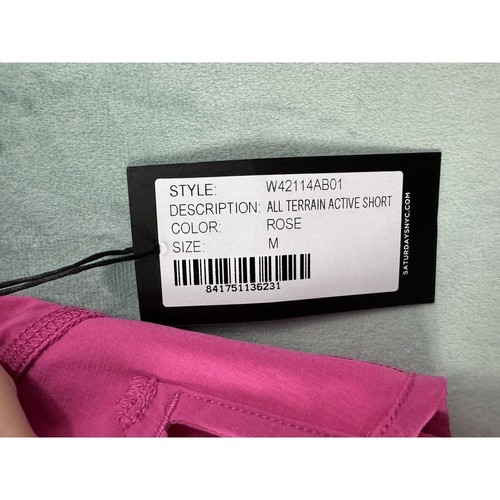 STYLE: W42114AB01
DESCRIPTION: ALL TERRAIN ACTIVE SHORT
COLOR: ROSE
SIZE: M
841751136231
SATURDAYSNYC.COM